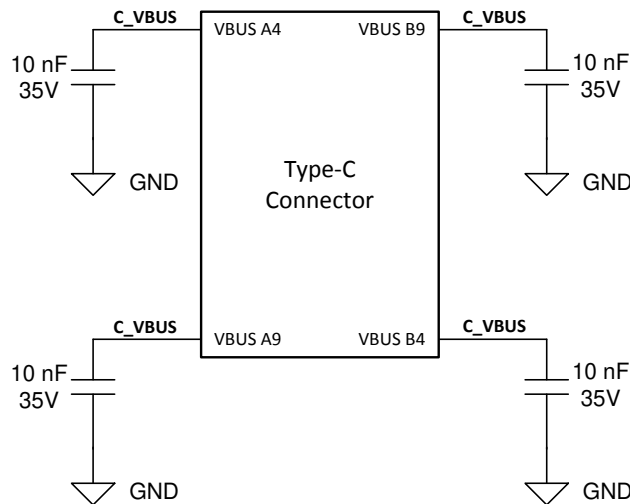 C_VBUS
VBUS A4
VBUS B9
C_VBUS
10 nF
35V
10 nF
35V
GND
Type-C
Connector
GND
C_VBUS
VBUS A9
VBUS B4
C_VBUS
10 nF
35V
10 nF
35V
GND
GND